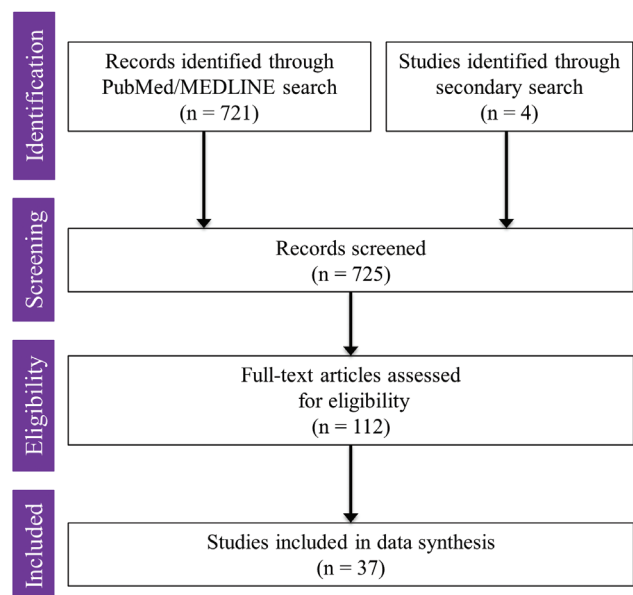 Identification
Records identified through
PubMed/MEDLINE search
(n = 721)
Studies identified through
secondary search
(n = 4)
Screening
Records screened
(n = 725)
Eligibility
Full-text articles assessed
for eligibility
(n = 112)
Included
Studies included in data synthesis
(n = 37)